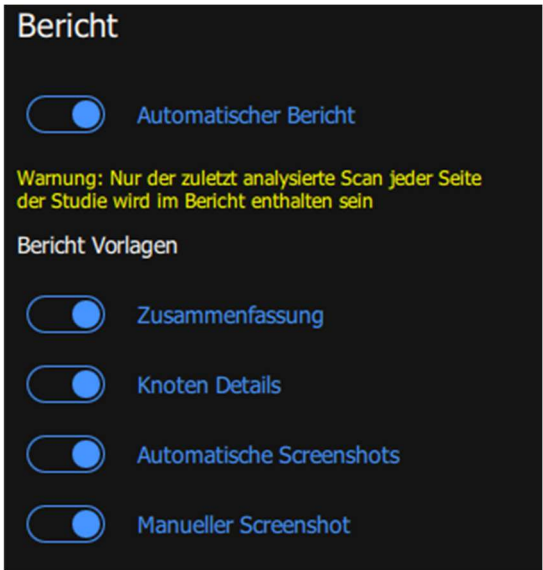 Bericht
Automatischer Bericht
Warnung: Nur der zuletzt analysierte Scan jeder Seite
der Studie wird im Bericht enthalten sein
Bericht Vorlagen
Zusammenfassung
Knoten Details
Automatische Screenshots
Manueller Screenshot